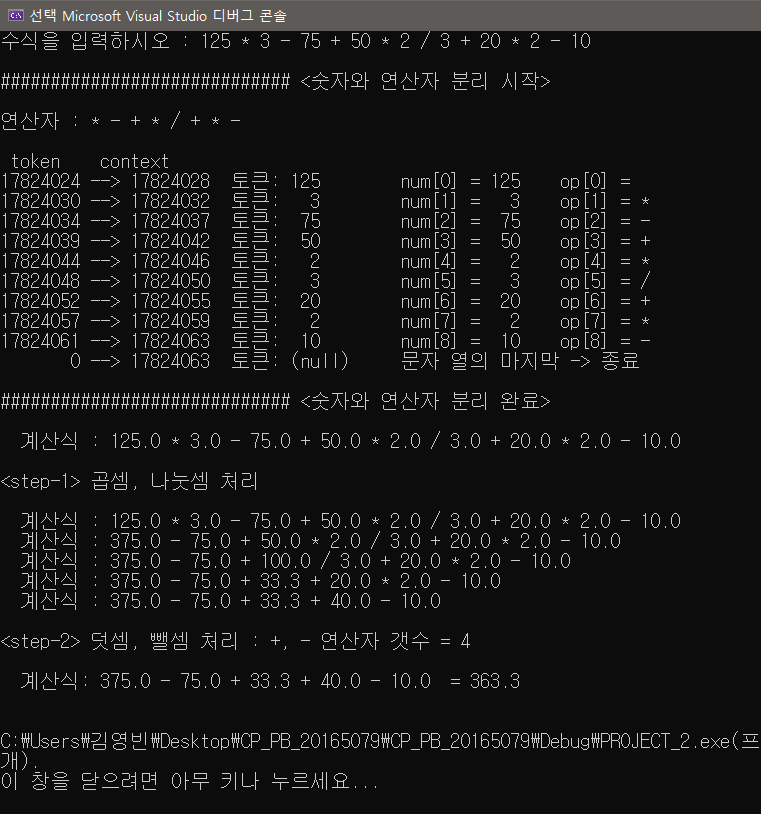 선택 Microsoft Visual Studio 디버그 콘솔
수식을 입력하시오 : 125 * 3 - 75 + 50 * 2 / 3 + 20 * 2 - 10
############################# <숫자와 연산자 분리 시작>
연산자 : * - + * / + * -
token    context
17824024 --> 17824028  토큰: 125        num[0] = 125    op[0] =
17824030 --> 17824032  토큰:   3        num[1] =   3    op[1] = *
17824034 --> 17824037  토큰:  75        num[2] =  75    op[2] = -
17824039 --> 17824042  토큰:  50        num[3] =  50    op[3] = +
17824044 --> 17824046  토큰:   2        num[4] =   2    op[4] = *
17824048 --> 17824050  토큰:   3        num[5] =   3    op[5] = /
17824052 --> 17824055  토큰:  20        num[6] =  20    op[6] = +
17824057 --> 17824059  토큰:   2        num[7] =   2    op[7] = *
17824061 --> 17824063  토큰:  10        num[8] =  10    op[8] = -
0 --> 17824063  토큰: (null)     문자 열의 마지막 -> 종료
############################# <숫자와 연산자 분리 완료>
계산식 : 125.0 * 3.0 - 75.0 + 50.0 * 2.0 / 3.0 + 20.0 * 2.0 - 10.0
<step-1> 곱셈, 나눗셈 처리
계산식 : 125.0 * 3.0 - 75.0 + 50.0 * 2.0 / 3.0 + 20.0 * 2.0 - 10.0
계산식 : 375.0 - 75.0 + 50.0 * 2.0 / 3.0 + 20.0 * 2.0 - 10.0
계산식 : 375.0 - 75.0 + 100.0 / 3.0 + 20.0 * 2.0 - 10.0
계산식 : 375.0 - 75.0 + 33.3 + 20.0 * 2.0 - 10.0
계산식 : 375.0 - 75.0 + 33.3 + 40.0 - 10.0
<step-2> 덧셈, 뺄셈 처리 : +, - 연산자 갯수 = 4
계산식: 375.0 - 75.0 + 33.3 + 40.0 - 10.0  = 363.3
C:\Users\김영빈\Desktop\CP_PB_20165079\CP_PB_20165079\Debug\PROJECT_2.exe(프
개).
이 창을 닫으려면 아무 키나 누르세요...